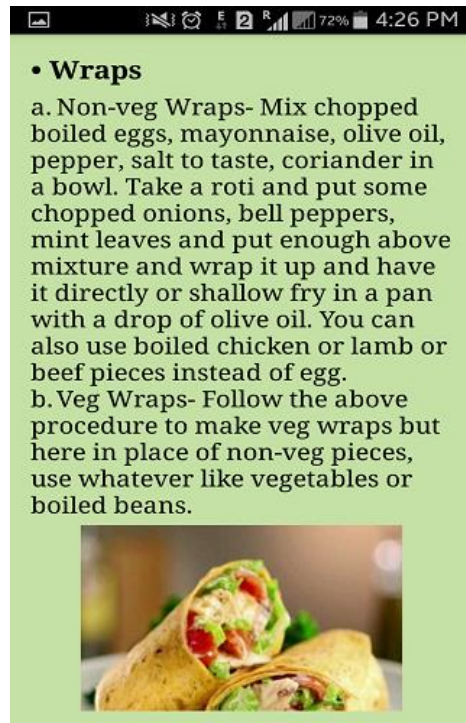 E 2 R 72% 4:26 PM
• Wraps
a. Non-veg Wraps- Mix chopped
boiled eggs, mayonnaise, olive oil,
pepper, salt to taste, coriander in
a bowl. Take a roti and put some
chopped onions, bell peppers,
mint leaves and put enough above
mixture and wrap it up and have
it directly or shallow fry in a pan
with a drop of olive oil. You can
also use boiled chicken or lamb or
beef pieces instead of egg.
b. Veg Wraps- Follow the above
procedure to make veg wraps but
here in place of non-veg pieces,
use whatever like vegetables or
boiled beans.